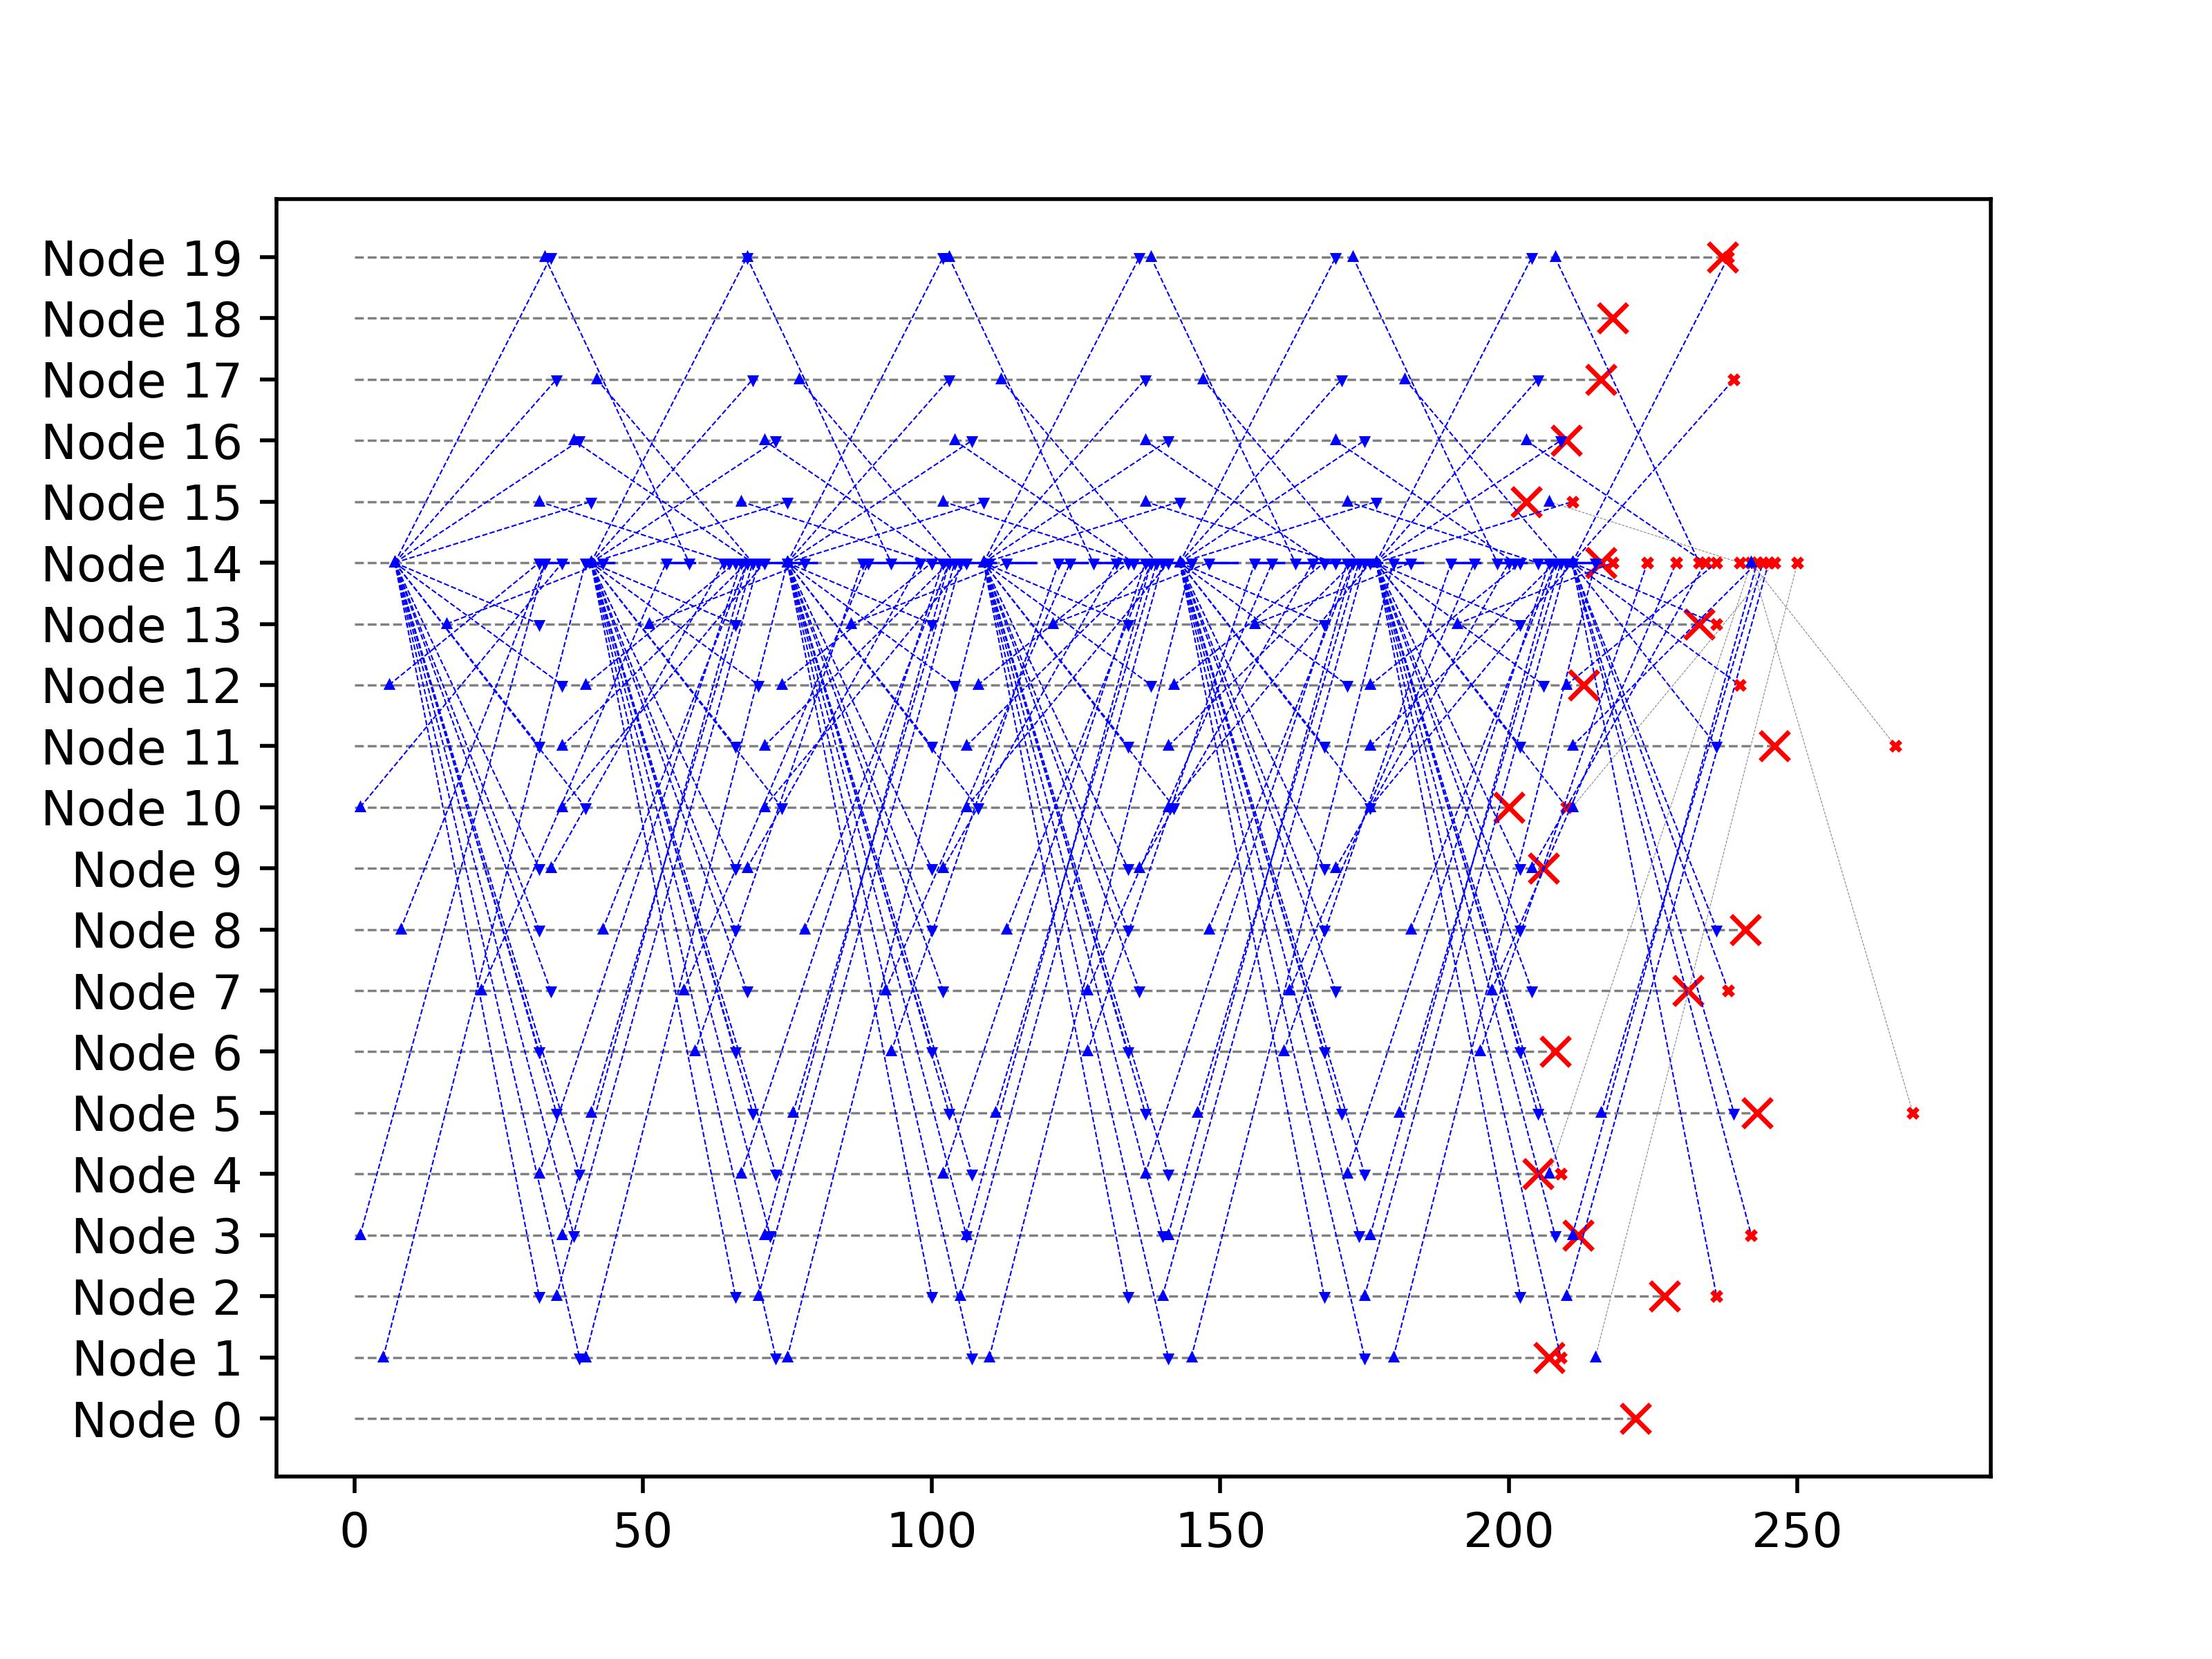 Node 19
Node 18
Node 17
Node 16
Node 15
Node 14
Node 13
Node 12
Node 11
Node 10
Node 9
Node 8
Node 7
Node 6
Node 5
Node 4
Node 3
Node 2
Node 1
Node 0
0 50 100 150 200 250